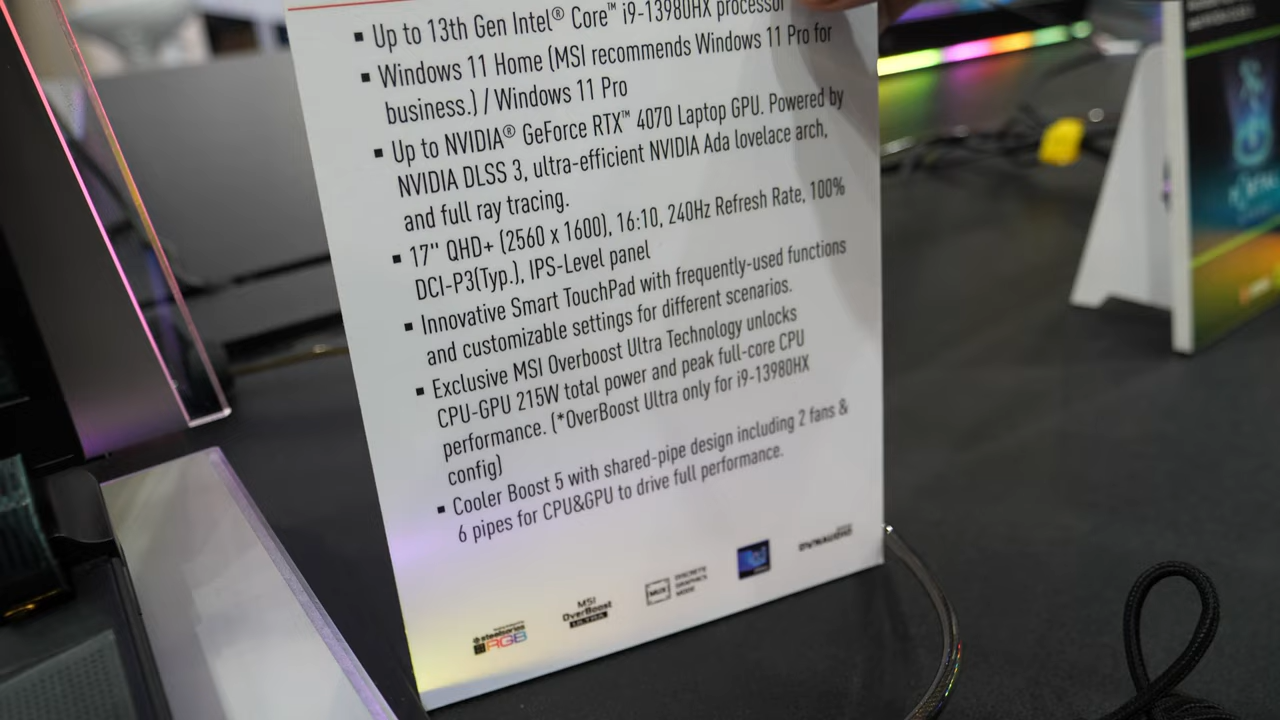 ▪ Up to 13th Gen Intel® Core™ i9-13980HX processor
▪ Windows 11 Home (MSI recommends Windows 11 Pro for
business.) / Windows 11 Pro
▪ Up to NVIDIA® GeForce RTX™ 4070 Laptop GPU. Powered by
NVIDIA DLSS 3, ultra-efficient NVIDIA Ada lovelace arch,
and full ray tracing.
▪ 17" QHD+ (2560 x 1600), 16:10, 240Hz Refresh Rate, 100%
DCI-P3(Typ.), IPS-Level panel
▪ Innovative Smart TouchPad with frequently-used functions
and customizable settings for different scenarios.
▪ Exclusive MSI Overboost Ultra Technology unlocks
CPU-GPU 215W total power and peak full-core CPU
performance. (*OverBoost Ultra only for i9-13980HX
config)
▪ Cooler Boost 5 with shared-pipe design including 2 fans &
6 pipes for CPU&GPU to drive full performance.
steelseries
RGB
MSI
OverBoost
ULTRA
MUX
DISCRETE
GRAPHICS
MODE
DYNAUDIO